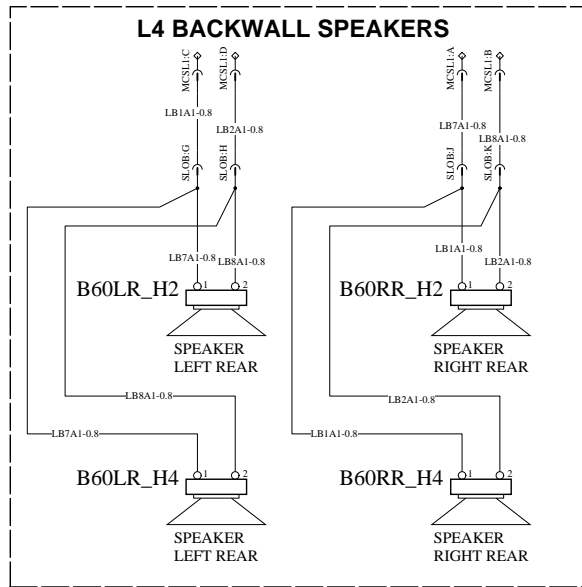 L4 BACKWALL SPEAKERS
MCSL1:C
MCSL1:D
MCSL1:A
MCSL1:B
LB1A1-0.8
LB2A1-0.8
LB7A1-0.8
LB8A1-0.8
SLOB:G
SLOB:H
SLOB:J
SLOB:K
LB7A1-0.8
LB8A1-0.8
LB1A1-0.8
LB2A1-0.8
B60LR_H2
1
2
SPEAKER
LEFT REAR
B60RR_H2
1
2
SPEAKER
RIGHT REAR
LB8A1-0.8
LB2A1-0.8
LB7A1-0.8
LB1A1-0.8
B60LR_H4
1
2
SPEAKER
LEFT REAR
B60RR_H4
1
2
SPEAKER
RIGHT REAR